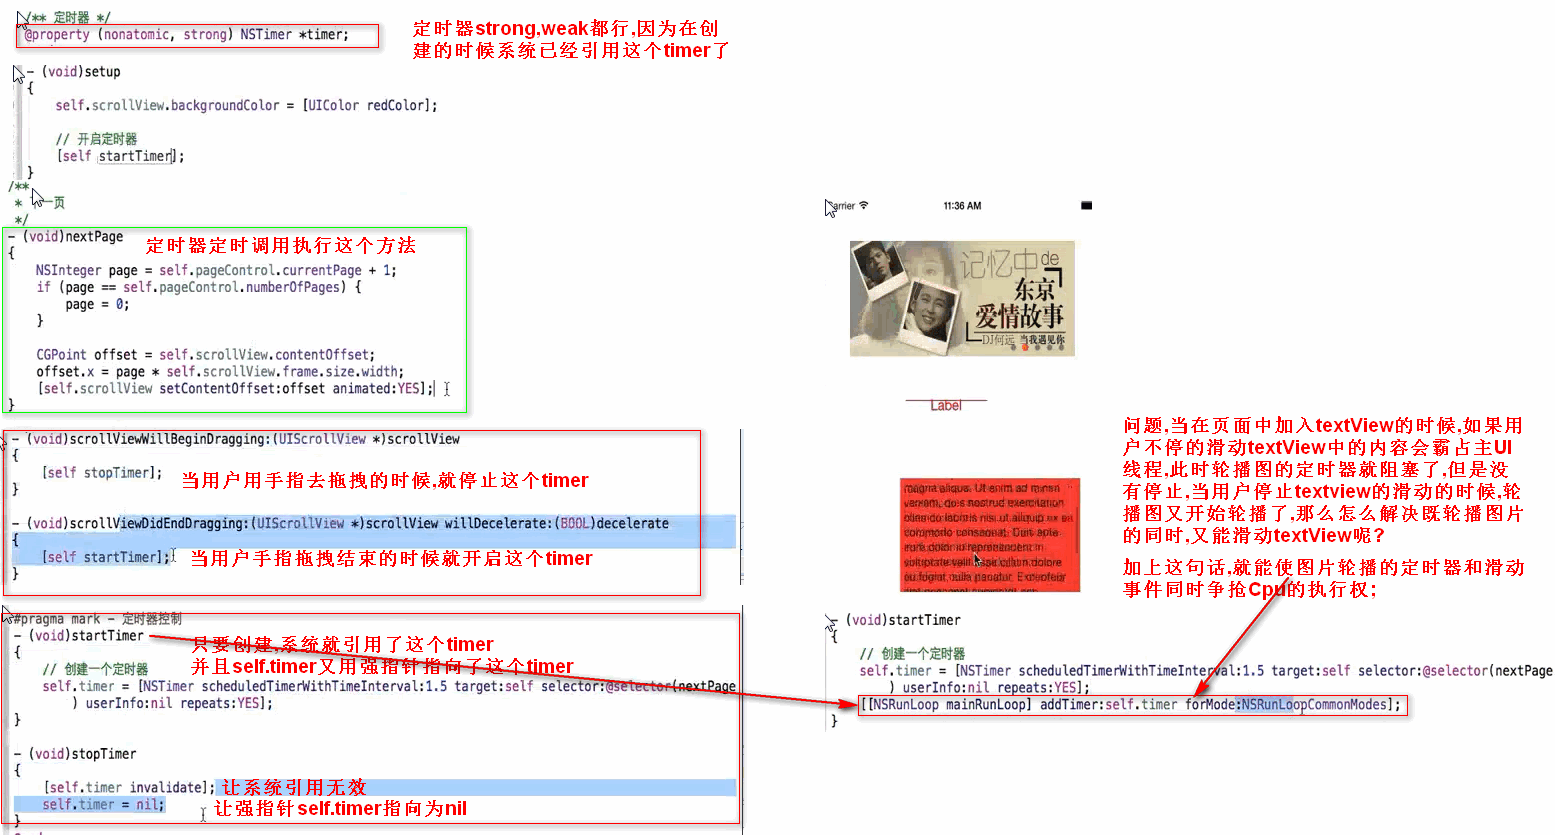 /** 定时器 */
@property (nonatomic, strong) NSTimer *timer;
定时器strong,weak都行,因为在创
建的时候系统已经引用这个timer了
- (void)setup
{
self.scrollView.backgroundColor = [UIColor redColor];
// 开启定时器
[self startTimer];
}
/**
* 一页
*/
- (void)nextPage
定时器定时调用执行这个方法
{
NSInteger page = self.pageControl.currentPage + 1;
if (page == self.pageControl.numberOfPages) {
page = 0;
}
CGPoint offset = self.scrollView.contentOffset;
offset.x = page * self.scrollView.frame.size.width;
[self.scrollView setContentOffset:offset animated:YES];
}
- (void)scrollViewWillBeginDragging:(UIScrollView *)scrollView
{
[self stopTimer];
当用户用手指去拖拽的时候,就停止这个timer
}
- (void)scrollViewDidEndDragging:(UIScrollView *)scrollView willDecelerate:(BOOL)decelerate
{
[self startTimer];
当用户手指拖拽结束的时候就开启这个timer
}
#pragma mark - 定时器控制
- (void)startTimer
只要创建,系统就引用了这个timer
并且self.timer又用强指针指向了这个timer
{
// 创建一个定时器
self.timer = [NSTimer scheduledTimerWithTimeInterval:1.5 target:self selector:@selector(nextPage
) userInfo:nil repeats:YES];
}
- (void)stopTimer
{
[self.timer invalidate];
让系统引用无效
self.timer = nil;
让强指针self.timer指向为nil
}
arrier
11:36 AM
记忆中de
东京
爱情故事
DJ何远 当我遇见你
Label
magna aliqua. Ut enim ad minim
veniam, quis nostrud exercitation
ullamco laboris nisi ut aliquip ex ea
commodo consequat. Duis aute
irure dolor in reprehenderit in
voluptate velit esse cillum dolore
eu fugiat nulla pariatur. Excepteur
问题,当在页面中加入textView的时候,如果用
户不停的滑动textView中的内容会霸占主UI
线程,此时轮播图的定时器就阻塞了,但是没
有停止,当用户停止textview的滑动的时候,轮
播图又开始轮播了,那么怎么解决既轮播图片
的同时,又能滑动textView呢?
加上这句话,就能使图片轮播的定时器和滑动
事件同时争抢Cpu的执行权;
- (void)startTimer
{
// 创建一个定时器
self.timer = [NSTimer scheduledTimerWithTimeInterval:1.5 target:self selector:@selector(nextPage
) userInfo:nil repeats:YES];
[[NSRunLoop mainRunLoop] addTimer:self.timer forMode:NSRunLoopCommonModes];
}